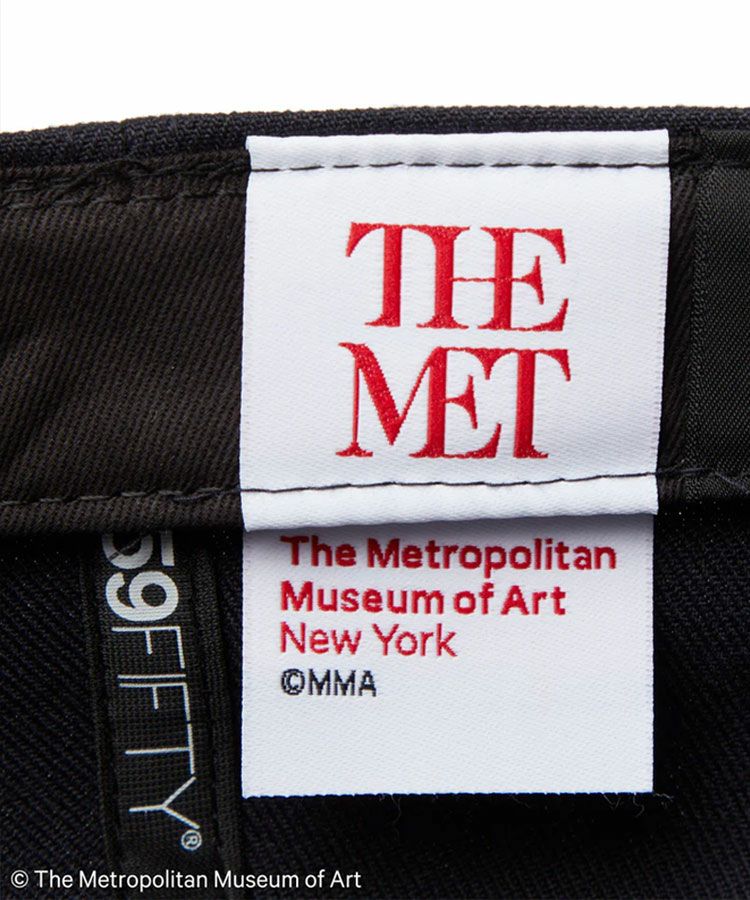 THE
MET
The Metropolitan
Museum of Art
New York
©MMA
59FIFTY®
© The Metropolitan Museum of Art